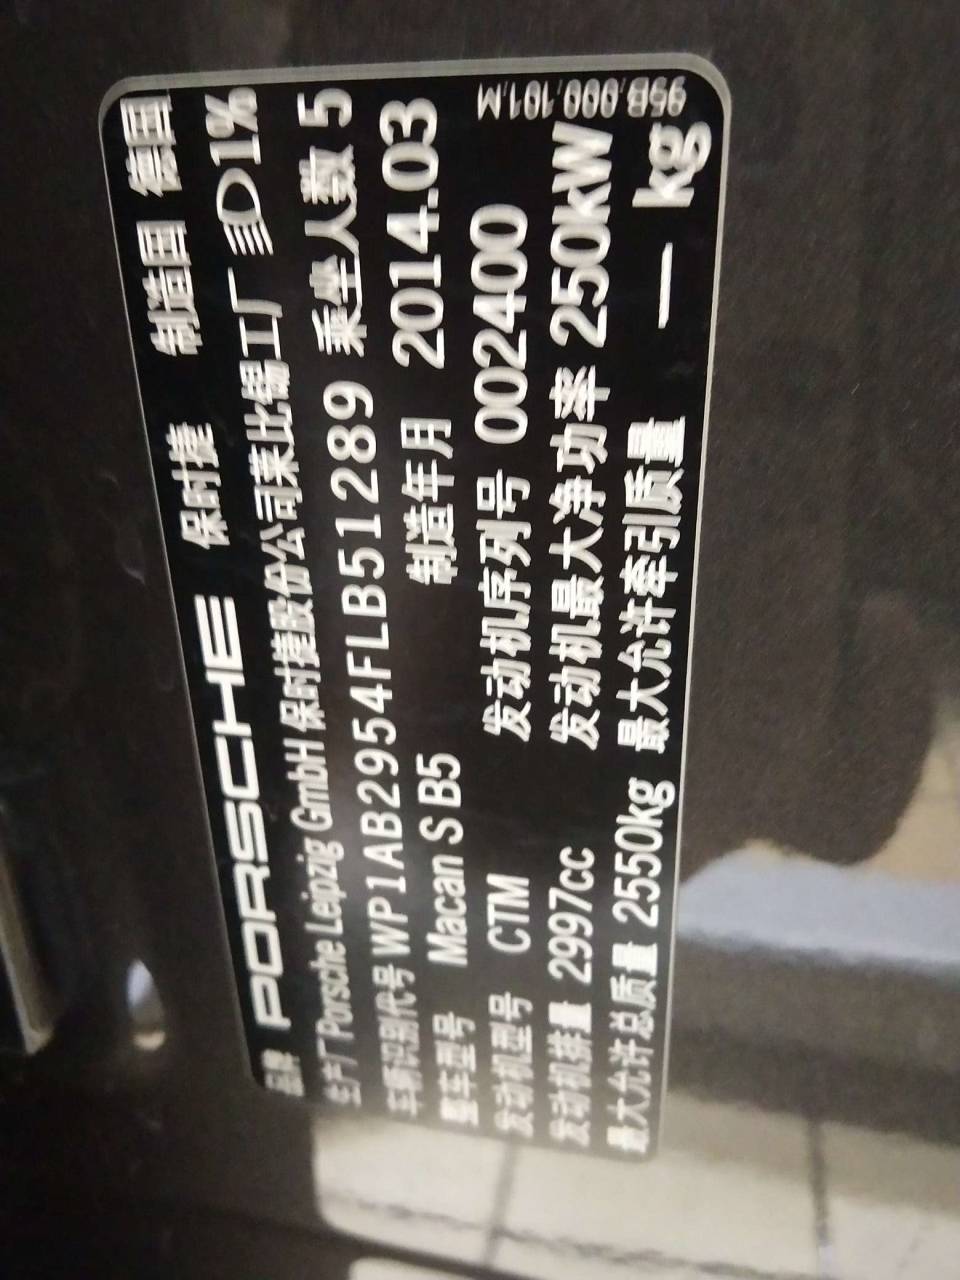 品牌 PORSCHE 保时捷 制造国 德国
生产厂 Porsche Leipzig GmbH 保时捷股份公司莱比锡工厂 1%
车辆识别代号 WP1AB2954FLB51289 乘坐人数 5
整车型号 Macan S B5 制造年月 2014.03
发动机型号 CTM 发动机序列号 002400
发动机排量 2997cc 发动机最大净功率 250kW
最大允许总质量 2550kg 最大允许牵引质量 — kg
95B.000.101.M